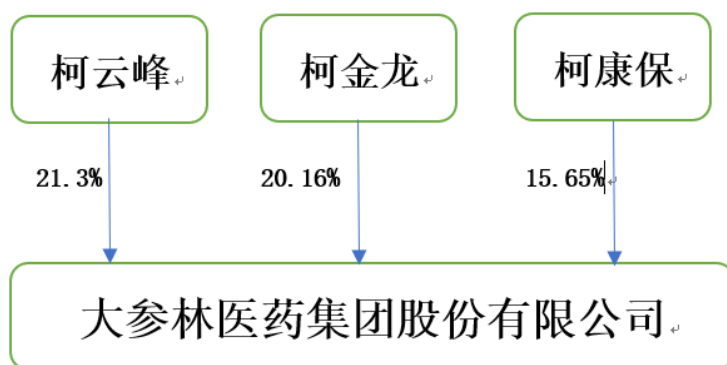 柯云峰
柯金龙
柯康保
21.3%
20.16%
15.65%
大参林医药集团股份有限公司